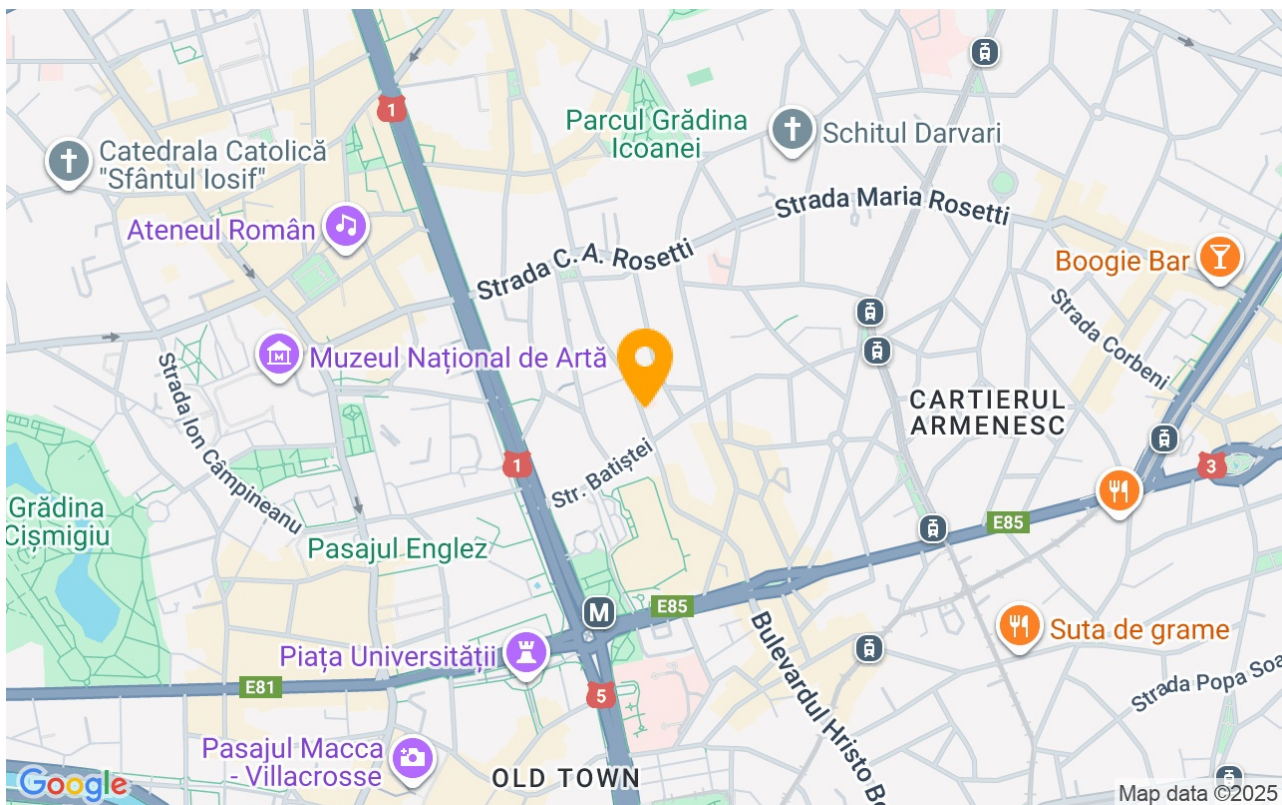 1
Parcul Grădina
Icoanei
Schitul Darvari
Catedrala Catolică
"Sfântul Iosif"
Strada Maria Rosetti
Ateneul Român
Strada C. A. Rosetti
Boogie Bar
Strada Corbeni
Muzeul Național de Artă
Strada Ion Câmpineanu
CARTIERUL
ARMENESC
1
Str. Batiștei
3
Grădina
Cișmigiu
E85
Pasajul Englez
M
E85
Bulevardul Hristo Bo
Suta de grame
Piața Universității
E81
5
Strada Popa Soa
Pasajul Macca
- Villacrosse
OLD TOWN
Google
Map data ©2025